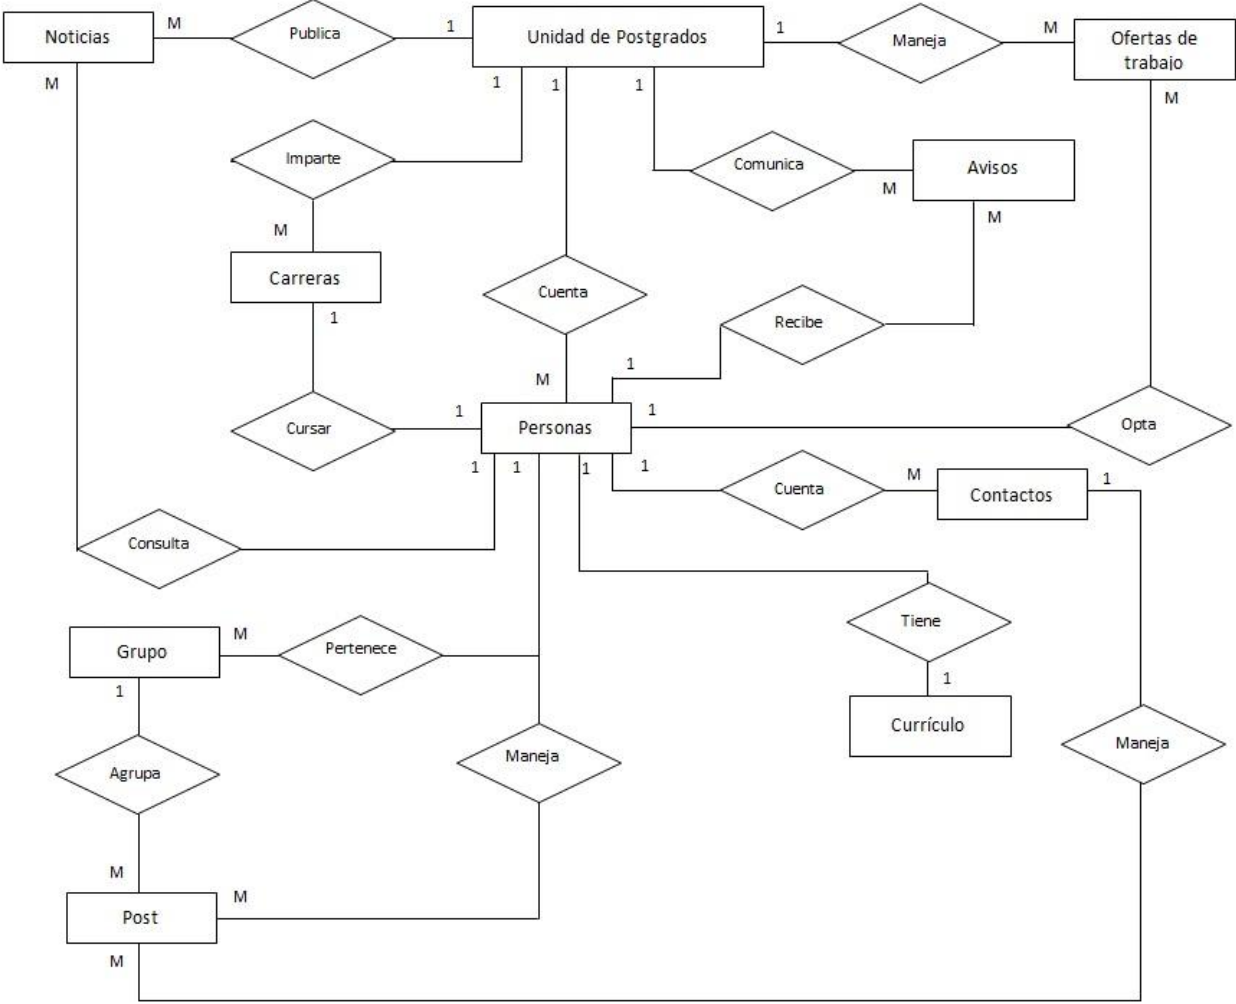 Noticias
M
Publica
1
Unidad de Postgrados
1
Maneja
M
Ofertas de
trabajo
M
1
1
1
M
Imparte
Comunica
M
Avisos
M
M
Carreras
1
Cuenta
Recibe
M
1
Cursar
1
Personas
1
Opta
1
1
1
1
Cuenta
M
Contactos
1
Consulta
Grupo
M
Pertenece
Tiene
1
1
Currículo
Agrupa
Maneja
Maneja
M
M
Post
M